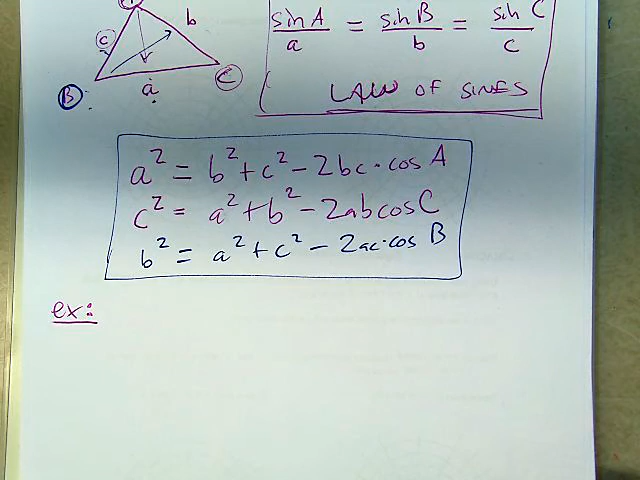 A b
c
B a C
sin A / a = sin B / b = sin C / c
LAW OF SINES
a² = b² + c² - 2bc · cos A
c² = a² + b² - 2ab cos C
b² = a² + c² - 2ac · cos B
ex: